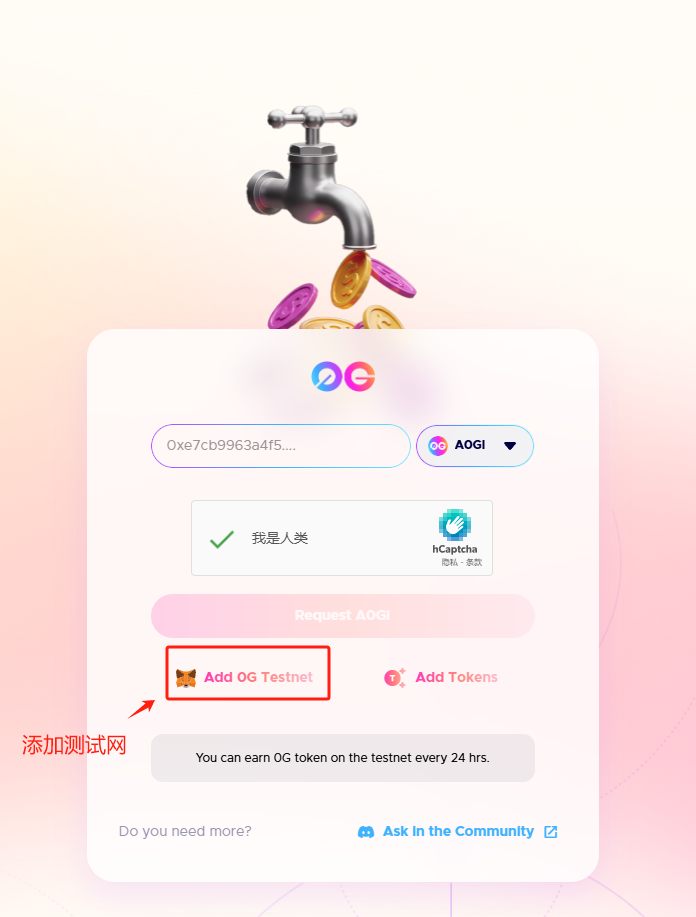 0G
0xe7cb9963a4f5....
0G A0GI
我是人类
hCaptcha
隐私 - 条款
Request A0GI
Add 0G Testnet
T Add Tokens
添加测试网
You can earn 0G token on the testnet every 24 hrs.
Do you need more?
Ask in the Community